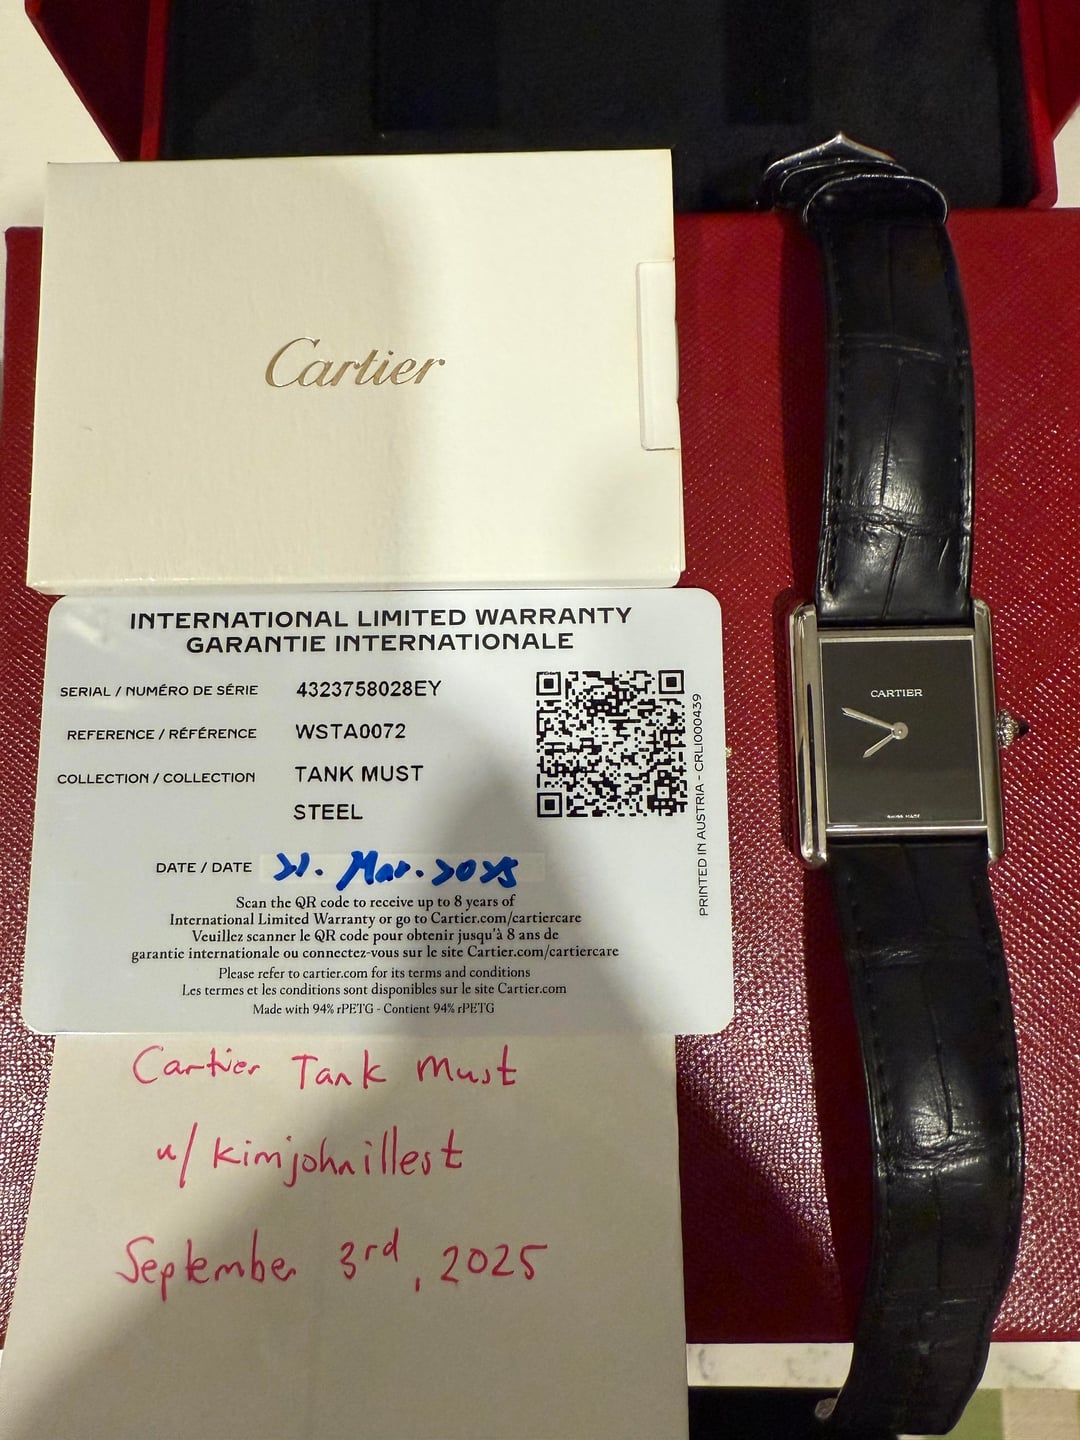 Cartier
INTERNATIONAL LIMITED WARRANTY
GARANTIE INTERNATIONALE
SERIAL / NUMÉRO DE SÉRIE 4323758028EY
REFERENCE / RÉFÉRENCE WSTA0072
COLLECTION / COLLECTION TANK MUST
STEEL
DATE / DATE 21. Mar. 2025
Scan the QR code to receive up to 8 years of
International Limited Warranty or go to Cartier.com/cartiercare
Veuillez scanner le QR code pour obtenir jusqu'à 8 ans de
garantie internationale ou connectez-vous sur le site Cartier.com/cartiercare
Please refer to cartier.com for its terms and conditions
Les termes et les conditions sont disponibles sur le site Cartier.com
Made with 94% rPETG - Contient 94% rPETG
PRINTED IN AUSTRIA - CRLI000439
CARTIER
SWISS MADE
Cartier Tank Must
u/kimjohnillest
September 3rd, 2025